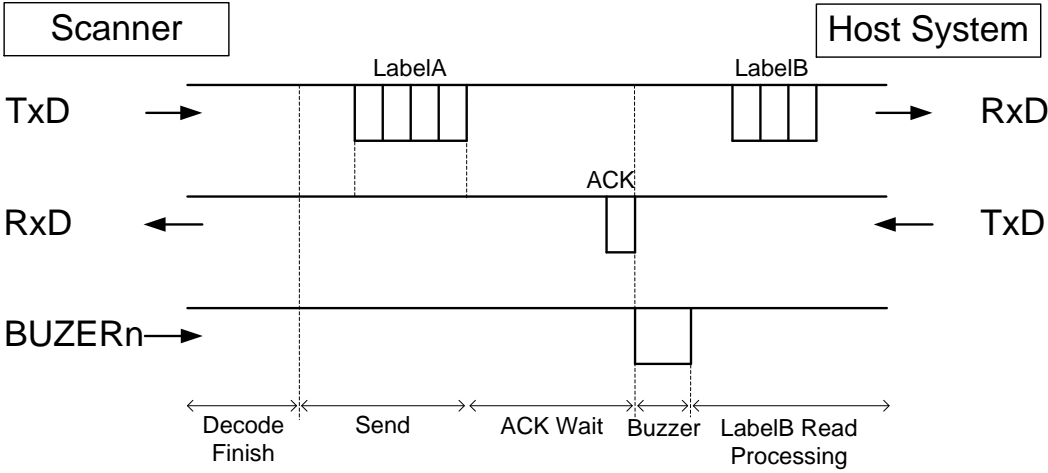 Scanner
Host System
LabelA
LabelB
TxD
RxD
ACK
RxD
TxD
BUZERn
Decode
Finish
Send
ACK Wait
Buzzer
LabelB Read
Processing